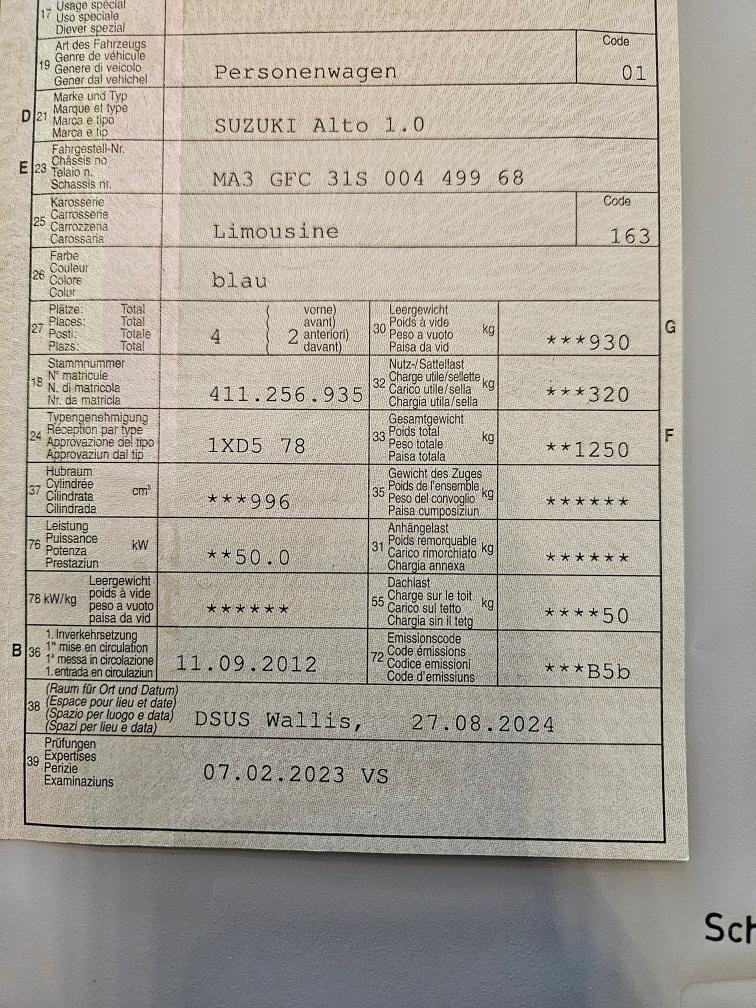 17 Usage spécial
Uso speciale
Diever spezial
19 Art des Fahrzeugs
Genre de véhicule
Genere di veicolo
Gener dal vehichel
Personenwagen
Code
01
D 21 Marke und Typ
Marque et type
Marca e tipo
Marca e tip
SUZUKI Alto 1.0
E 23 Fahrgestell-Nr.
Châssis no
Telaio n.
Schassis nr.
MA3 GFC 31S 004 499 68
25 Karosserie
Carrosserie
Carrozzeria
Carossaria
Limousine
Code
163
26 Farbe
Couleur
Colore
Colur
blau
27 Plätze: Total
Places: Total
Posti: Totale
Plazs: Total
4
2
vorne)
avant)
anteriori)
davant)
30 Leergewicht
Poids à vide
Peso a vuoto
Paisa da vid
kg
***930
G
18 Stammnummer
N° matricule
N. di matricola
Nr. da matricla
411.256.935
32 Nutz-/Sattellast
Charge utile/sellette
Carico utile/sella
Chargia utila/sella
kg
***320
24 Typengenehmigung
Réception par type
Approvazione del tipo
Approvaziun dal tip
1XD5 78
33 Gesamtgewicht
Poids total
Peso totale
Paisa totala
kg
**1250
F
37 Hubraum
Cylindrée
Cilindrata
Cilindrada
cm³
***996
35 Gewicht des Zuges
Poids de l'ensemble
Peso del convoglio
Paisa cumposiziun
kg
******
76 Leistung
Puissance
Potenza
Prestaziun
kW
**50.0
31 Anhängelast
Poids remorquable
Carico rimorchiato
Chargia annexa
kg
******
78 kW/kg
Leergewicht
poids à vide
peso a vuoto
paisa da vid
******
55 Dachlast
Charge sur le toit
Carico sul tetto
Chargia sin il tetg
kg
****50
B 36 1. Inverkehrsetzung
1re mise en circulation
1a messa in circolazione
1. entrada en circulaziun
11.09.2012
72 Emissionscode
Code émissions
Codice emissioni
Code d'emissiuns
***B5b
38 (Raum für Ort und Datum)
(Espace pour lieu et date)
(Spazio per luogo e data)
(Spazi per lieu e data)
DSUS Wallis, 27.08.2024
39 Prüfungen
Expertises
Perizie
Examinaziuns
07.02.2023 VS
Sch